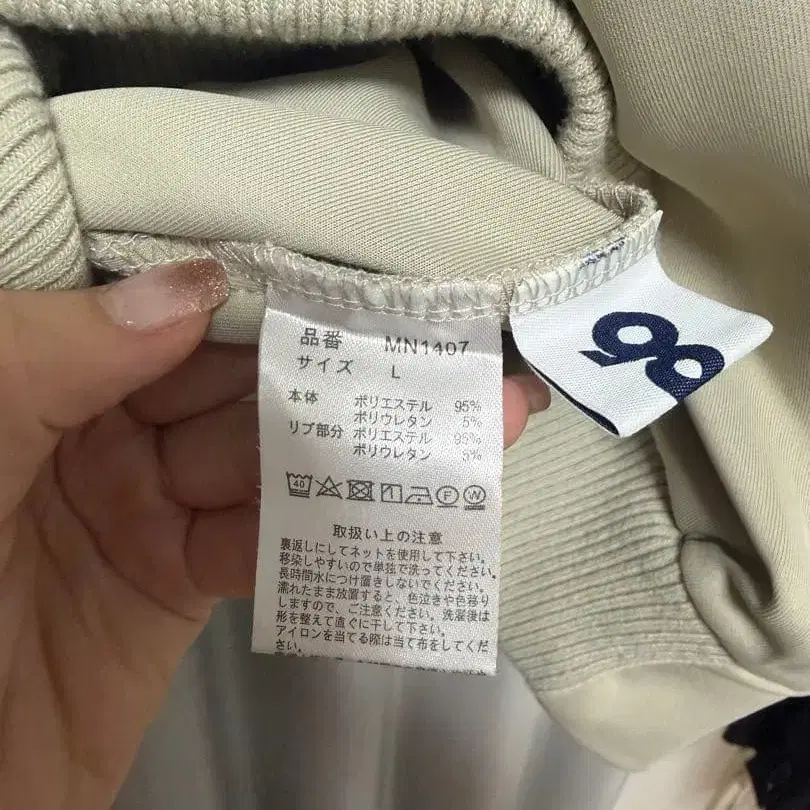 品番 MN1407
サイズ L
本体 ポリエステル 95%
ポリウレタン 5%
リブ部分 ポリエステル 95%
ポリウレタン 5%
40
F
W
取扱い上の注意
裏返しにしてネットを使用して下さい。
移染しやすいので単独で洗ってください。
長時間水につけ置きしないでください。
濡れたまま放置すると、色泣きや色移り
しますので、ご注意ください。洗濯後は
形を整えて直ぐに干して下さい。
アイロンを当てる際は当て布をしてくだ
さい。